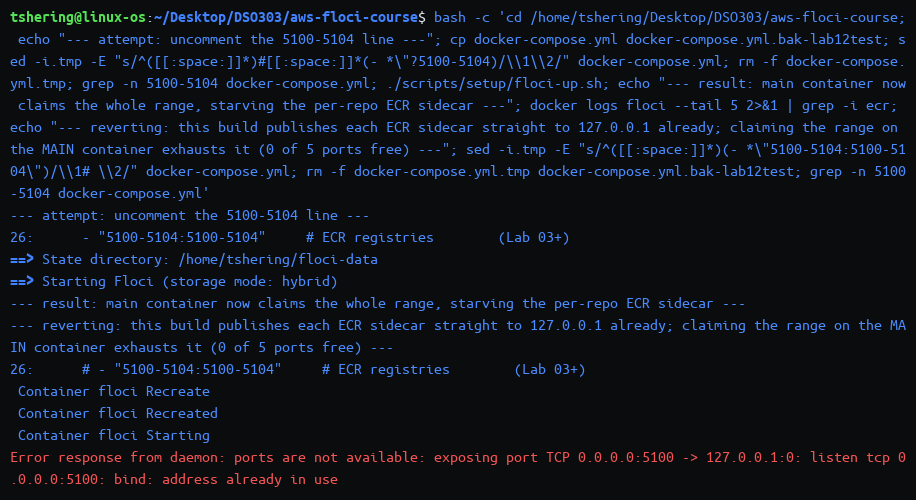 tshering@linux-os:~/Desktop/DSO303/aws-floci-course$ bash -c 'cd /home/tshering/Desktop/DSO303/aws-floci-course;
 echo "--- attempt: uncomment the 5100-5104 line ---"; cp docker-compose.yml docker-compose.yml.bak-lab12test; s
ed -i.tmp -E "s/^([[:space:]]*)#[[:space:]]*(- *\"?5100-5104)/\\1\\2/" docker-compose.yml; rm -f docker-compose.
yml.tmp; grep -n 5100-5104 docker-compose.yml; ./scripts/setup/floci-up.sh; echo "--- result: main container now
 claims the whole range, starving the per-repo ECR sidecar ---"; docker logs floci --tail 5 2>&1 | grep -i ecr;
echo "--- reverting: this build publishes each ECR sidecar straight to 127.0.0.1 already; claiming the range on
the MAIN container exhausts it (0 of 5 ports free) ---"; sed -i.tmp -E "s/^([[:space:]]*)(- *\"5100-5104:5100-51
04\")/\\1# \\2/" docker-compose.yml; rm -f docker-compose.yml.tmp docker-compose.yml.bak-lab12test; grep -n 5100
-5104 docker-compose.yml'
--- attempt: uncomment the 5100-5104 line ---
26:      - "5100-5104:5100-5104"     # ECR registries        (Lab 03+)
==> State directory: /home/tshering/floci-data
==> Starting Floci (storage mode: hybrid)
--- result: main container now claims the whole range, starving the per-repo ECR sidecar ---
--- reverting: this build publishes each ECR sidecar straight to 127.0.0.1 already; claiming the range on the MA
IN container exhausts it (0 of 5 ports free) ---
26:      # - "5100-5104:5100-5104"     # ECR registries        (Lab 03+)
 Container floci Recreate
 Container floci Recreated
 Container floci Starting
Error response from daemon: ports are not available: exposing port TCP 0.0.0.0:5100 -> 127.0.0.1:0: listen tcp 0
.0.0.0:5100: bind: address already in use